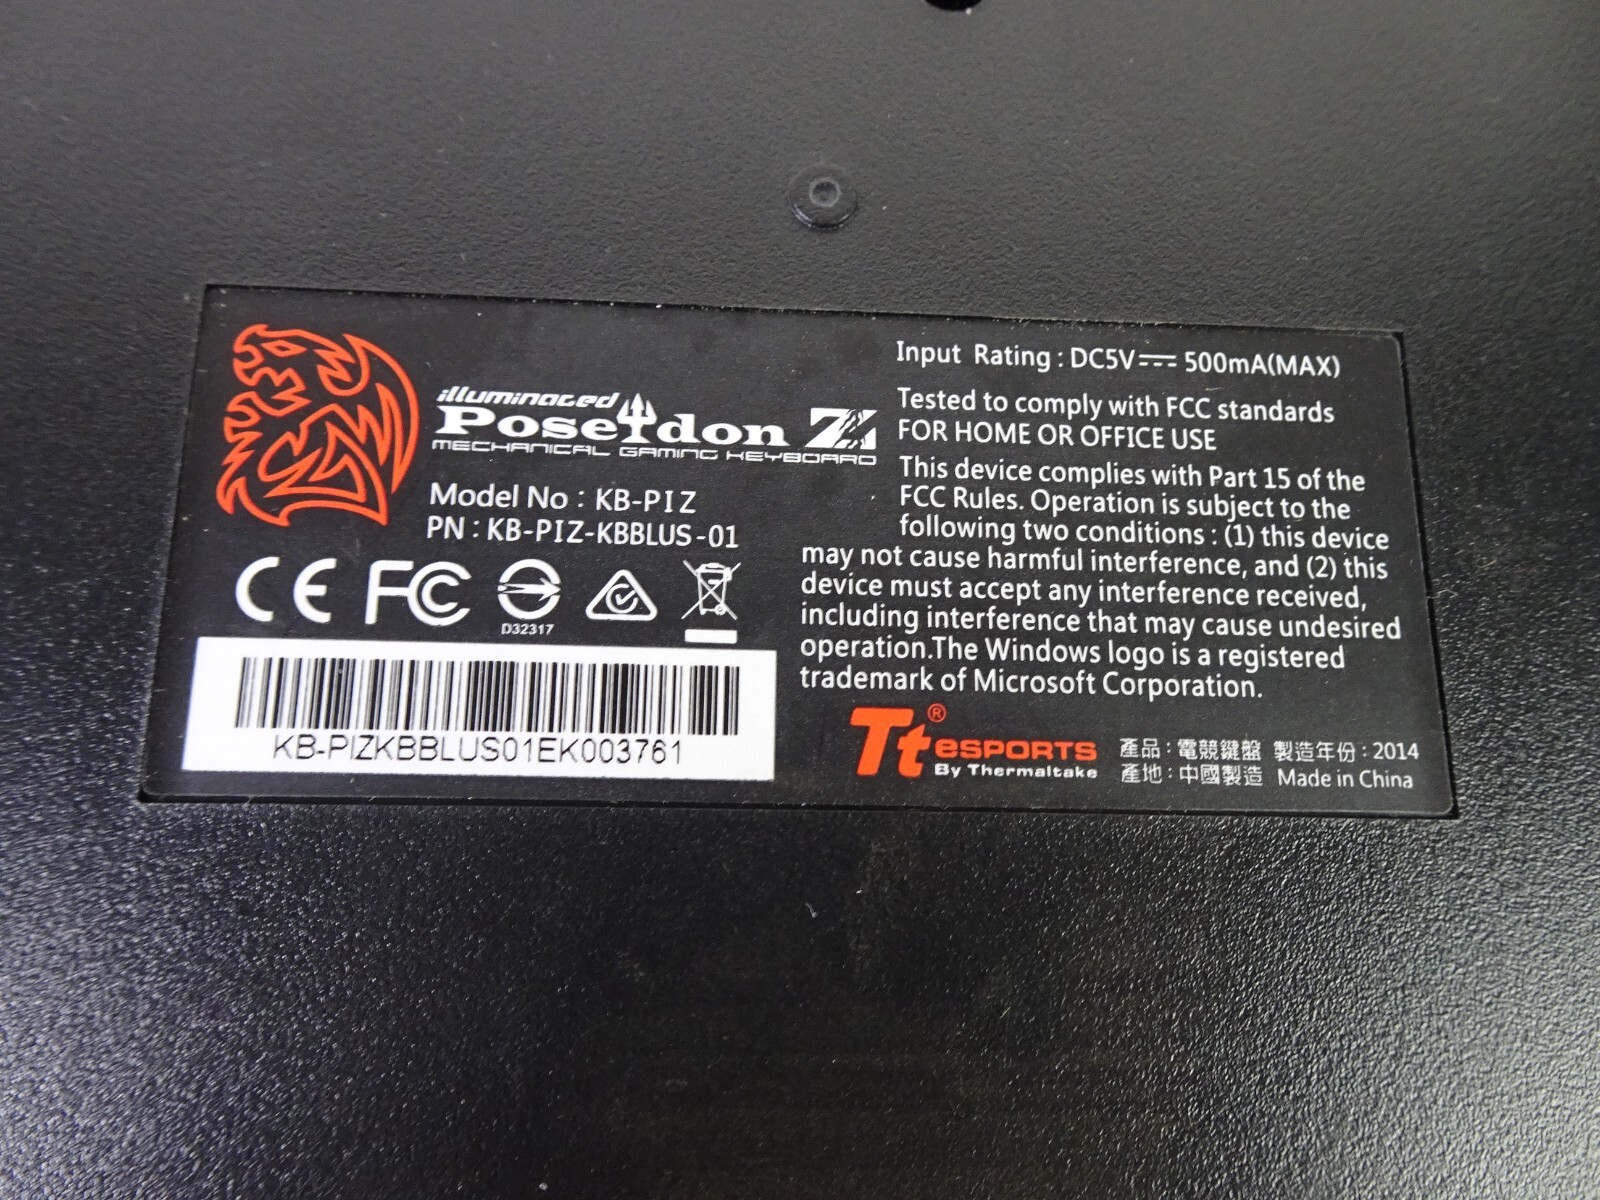 illuminated
Poseidon Z
MECHANICAL GAMING KEYBOARD
Model No : KB-PIZ
PN : KB-PIZ-KBBLUS-01
CE FC
D32317
KB-PIZKBBLUS01EK003761
Input Rating : DC5V 500mA(MAX)
Tested to comply with FCC standards
FOR HOME OR OFFICE USE
This device complies with Part 15 of the
FCC Rules. Operation is subject to the
following two conditions : (1) this device
may not cause harmful interference, and (2) this
device must accept any interference received,
including interference that may cause undesired
operation.The Windows logo is a registered
trademark of Microsoft Corporation.
Tt® eSPORTS
By Thermaltake
產品 : 電競鍵盤 製造年份 : 2014
產地 : 中國製造 Made in China